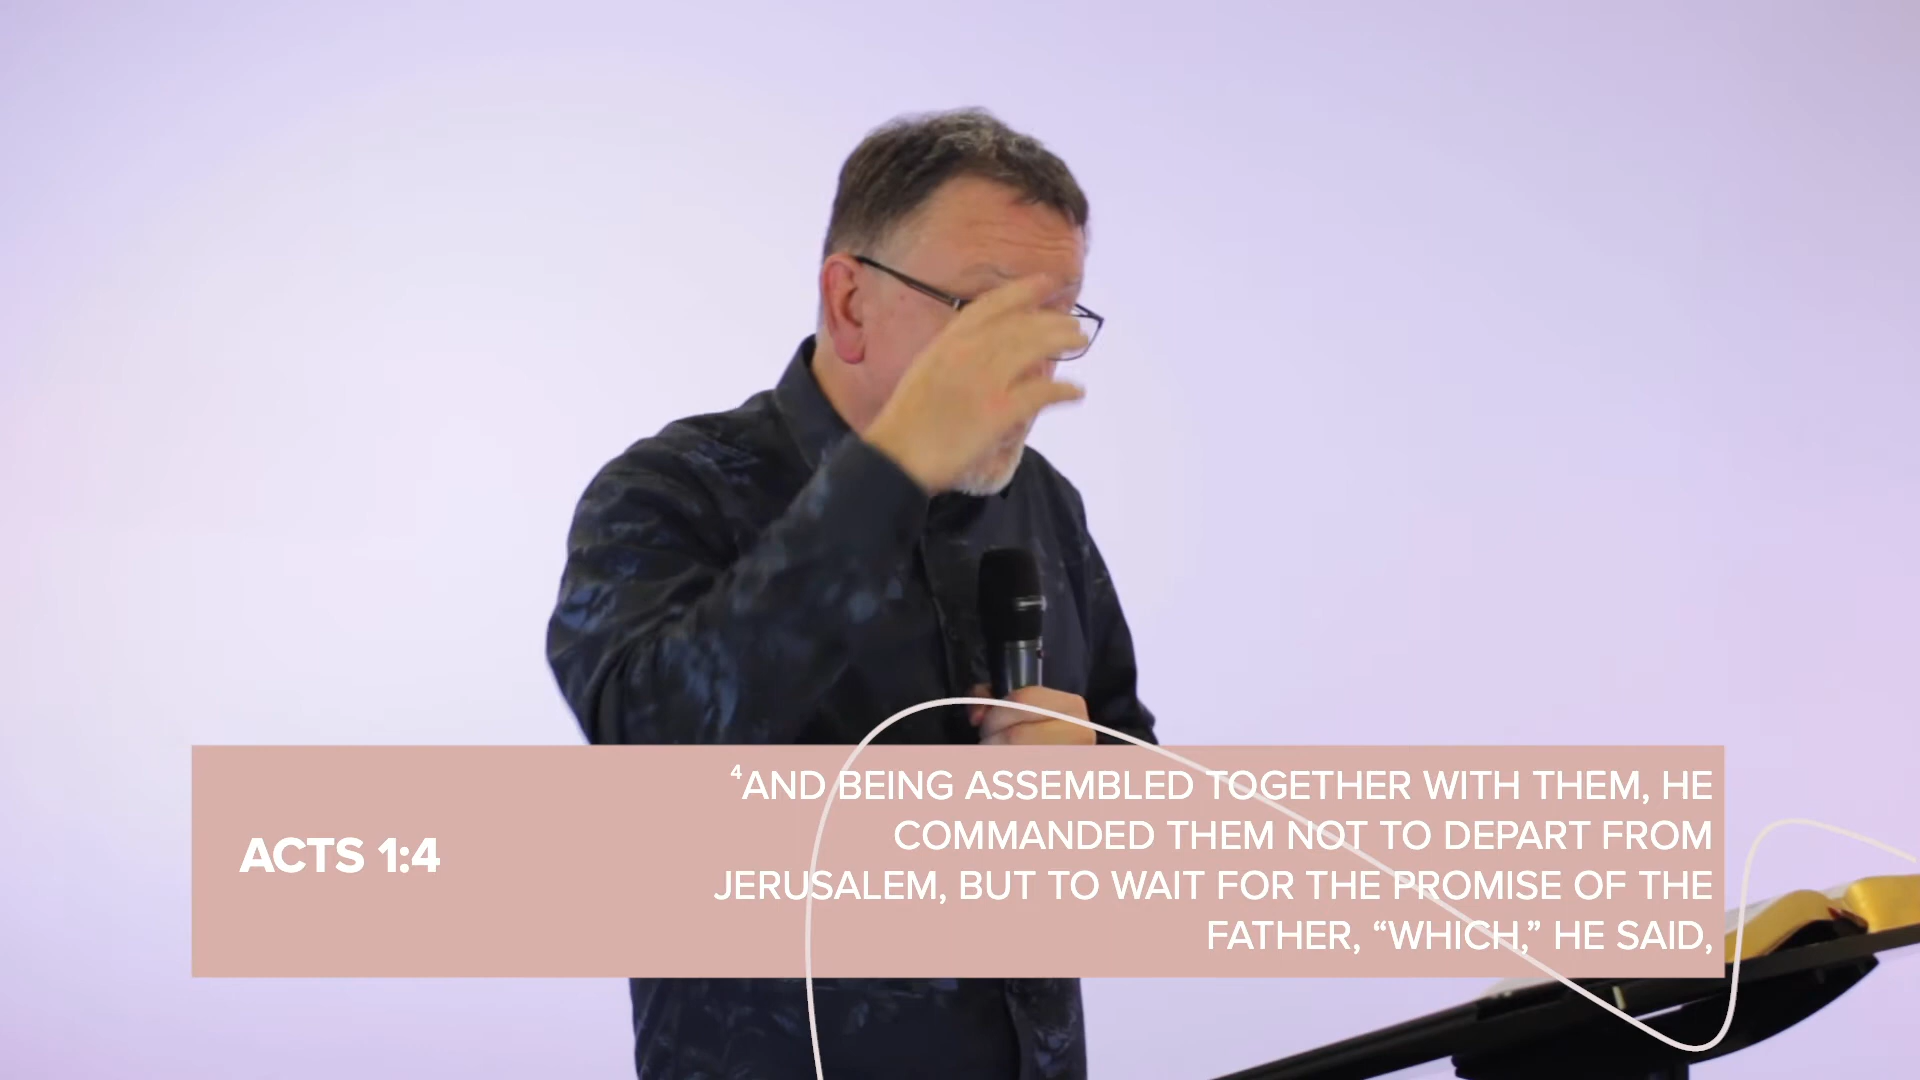 ACTS 1:4
⁴AND BEING ASSEMBLED TOGETHER WITH THEM, HE
COMMANDED THEM NOT TO DEPART FROM
JERUSALEM, BUT TO WAIT FOR THE PROMISE OF THE
FATHER, “WHICH,” HE SAID,